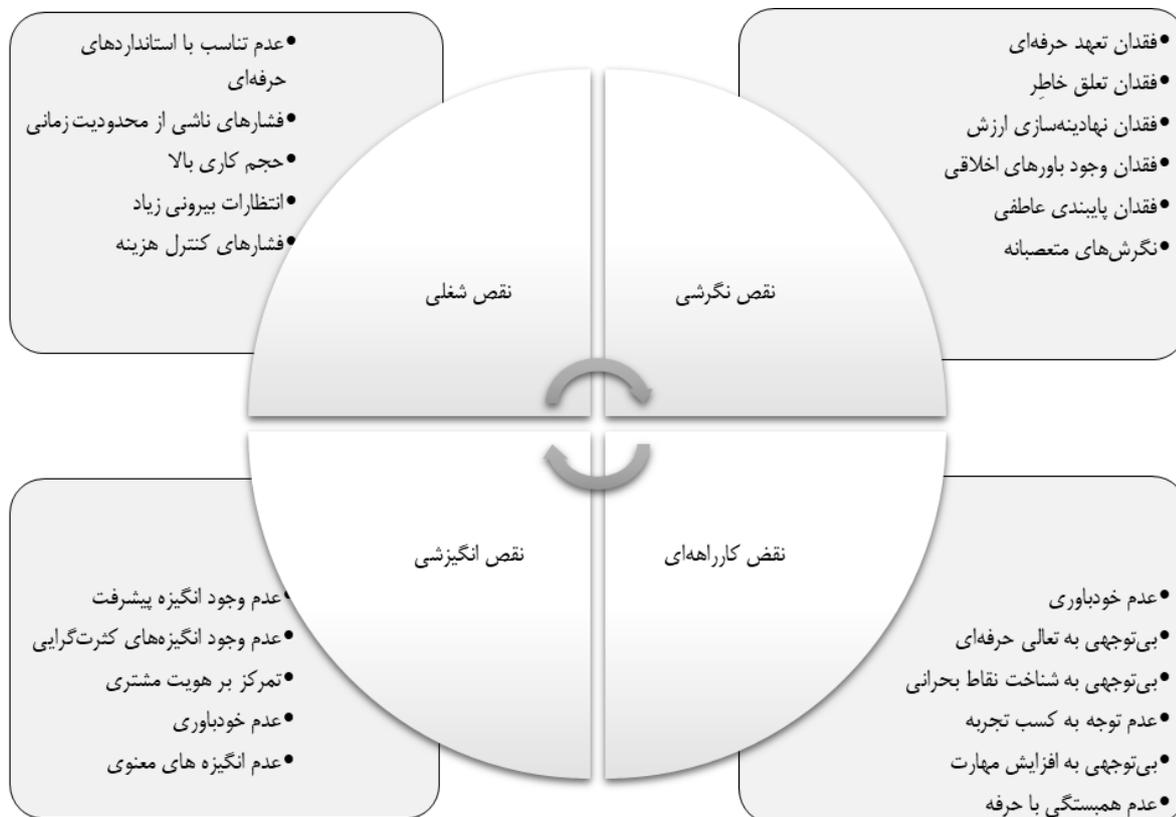 •فقدان تعهد حرفه‌ای
•فقدان تعلق خاطِر
•فقدان نهادینه‌سازی ارزش
•فقدان وجود باورهای اخلاقی
•فقدان پایبندی عاطفی
•نگرش‌های متعصبانه
•عدم تناسب با استانداردهای
حرفه‌ای
•فشارهای ناشی از محدودیت زمانی
•حجم کاری بالا
•انتظارات بیرونی زیاد
•فشارهای کنترل هزینه
نقص نگرشی
نقص شغلی
نقض کارراهه‌ای
نقص انگیزشی
•عدم خودباوری
•بی‌توجهی به تعالی حرفه‌ای
•بی‌توجهی به شناخت نقاط بحرانی
•عدم توجه به کسب تجربه
•بی‌توجهی به افزایش مهارت
•عدم همبستگی با حرفه
•عدم وجود انگیزه پیشرفت
•عدم وجود انگیزه‌های کثرت‌گرایی
•تمرکز بر هویت مشتری
•عدم خودباوری
•عدم انگیزه های معنوی